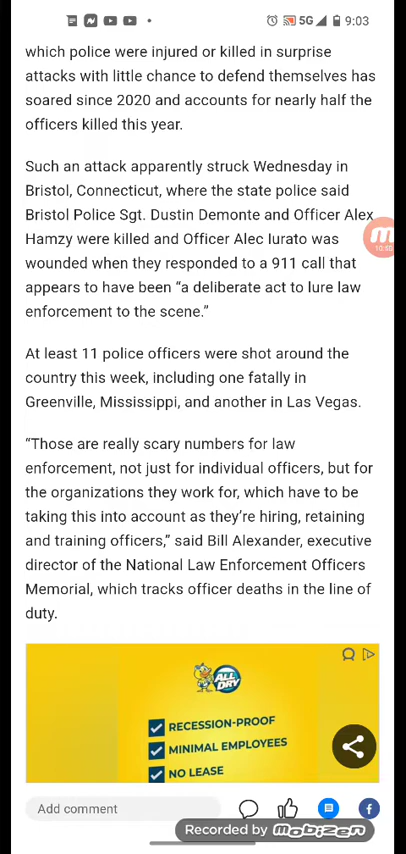 5G 9:03
which police were injured or killed in surprise
attacks with little chance to defend themselves has
soared since 2020 and accounts for nearly half the
officers killed this year.
Such an attack apparently struck Wednesday in
Bristol, Connecticut, where the state police said
Bristol Police Sgt. Dustin Demonte and Officer Alex
Hamzy were killed and Officer Alec Iurato was
wounded when they responded to a 911 call that
appears to have been “a deliberate act to lure law
enforcement to the scene.”
At least 11 police officers were shot around the
country this week, including one fatally in
Greenville, Mississippi, and another in Las Vegas.
“Those are really scary numbers for law
enforcement, not just for individual officers, but for
the organizations they work for, which have to be
taking this into account as they’re hiring, retaining
and training officers,” said Bill Alexander, executive
director of the National Law Enforcement Officers
Memorial, which tracks officer deaths in the line of
duty.
ALL
DRY
RECESSION-PROOF
MINIMAL EMPLOYEES
NO LEASE
Add comment
Recorded by mobizen